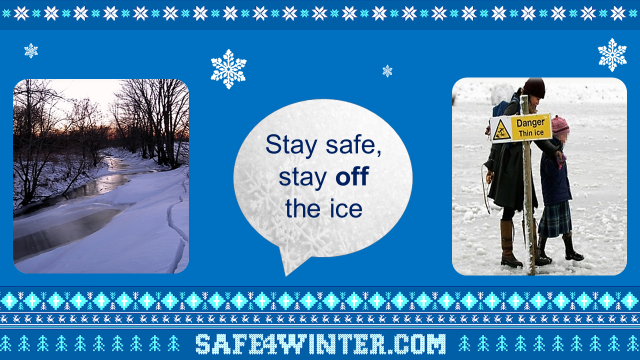 Stay safe,
stay off
the ice
Danger
Thin ice
SAFE4WINTER.COM